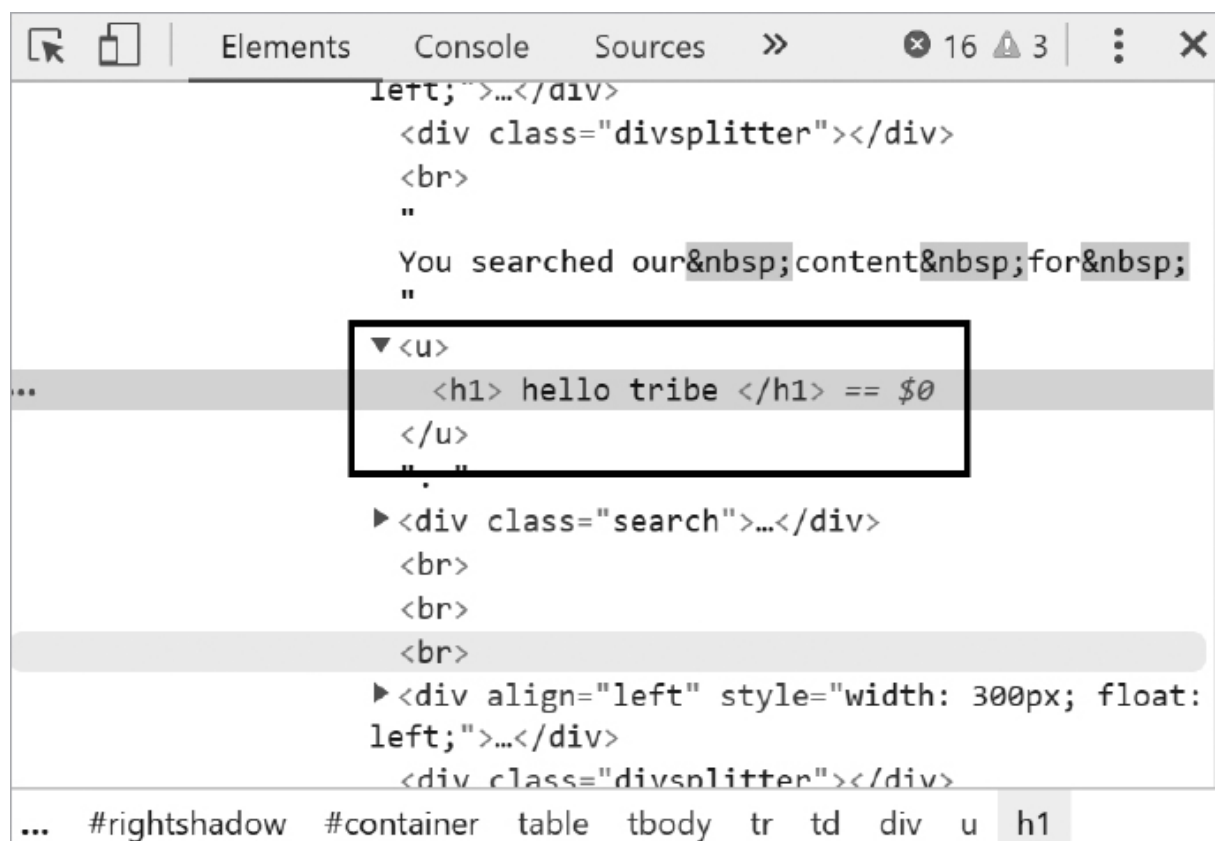 Elements Console Sources » 16 3
left;">…</div>
<div class="divsplitter"></div>
<br>
"
You searched our&nbsp;content&nbsp;for&nbsp;
"
▼<u>
... <h1> hello tribe </h1> == $0
</u>
". "
▶<div class="search">…</div>
<br>
<br>
<br>
▶<div align="left" style="width: 300px; float:
left;">…</div>
<div class="divsplitter"></div>
... #rightshadow #container table tbody tr td div u h1